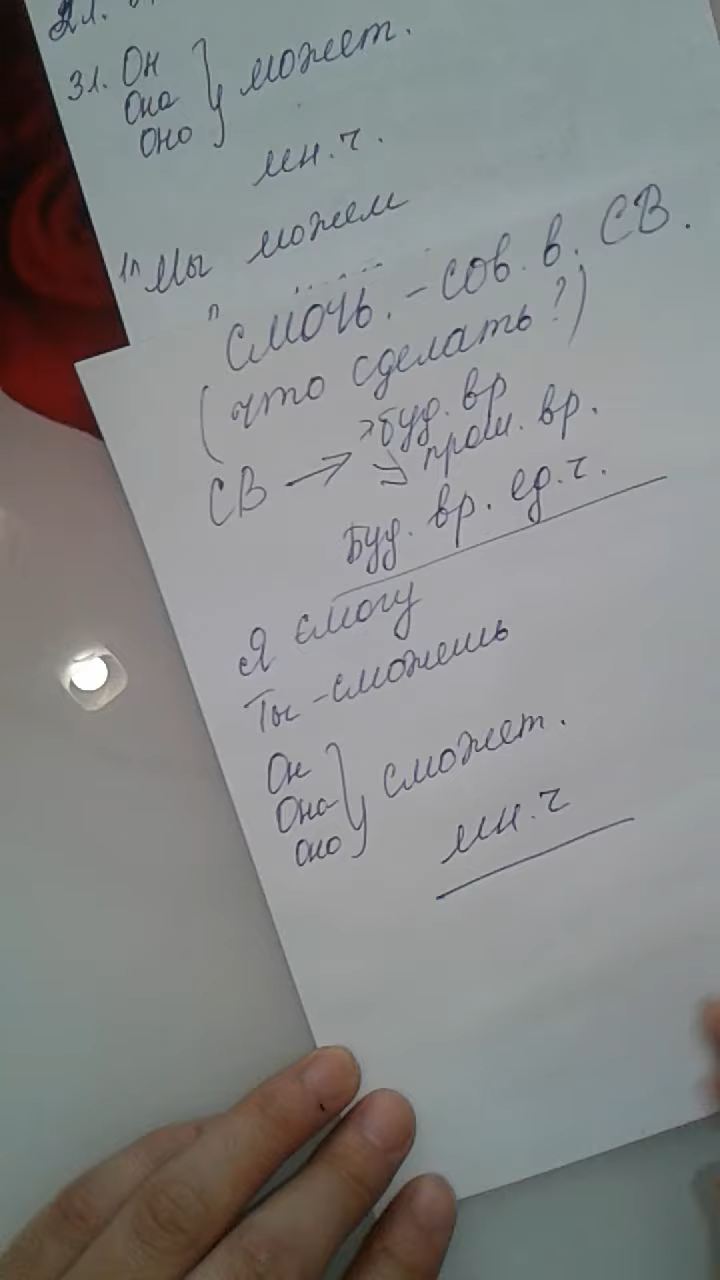 2л.
3л. Он
Она } может.
Оно
мн. ч.
1л Мы можем
"смочь. - сов. в. СВ.
(что сделать?)
СВ → буд. вр
→ прош. вр.
Буд. вр. ед. ч.
Я смогу
Ты - сможешь
Он
Она } сможет.
оно
мн. ч